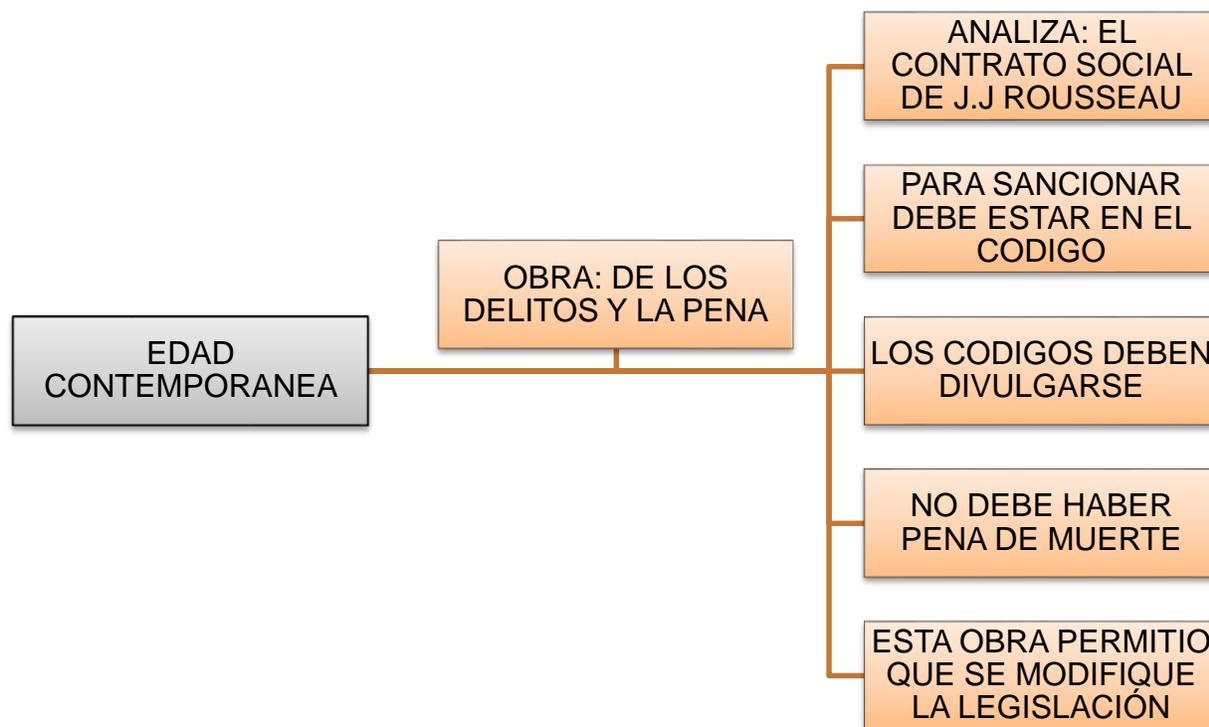 EDAD
CONTEMPORANEA
OBRA: DE LOS
DELITOS Y LA PENA
ANALIZA: EL
CONTRATO SOCIAL
DE J.J ROUSSEAU
PARA SANCIONAR
DEBE ESTAR EN EL
CODIGO
LOS CODIGOS DEBEN
DIVULGARSE
NO DEBE HABER
PENA DE MUERTE
ESTA OBRA PERMITIO
QUE SE MODIFIQUE
LA LEGISLACIÓN